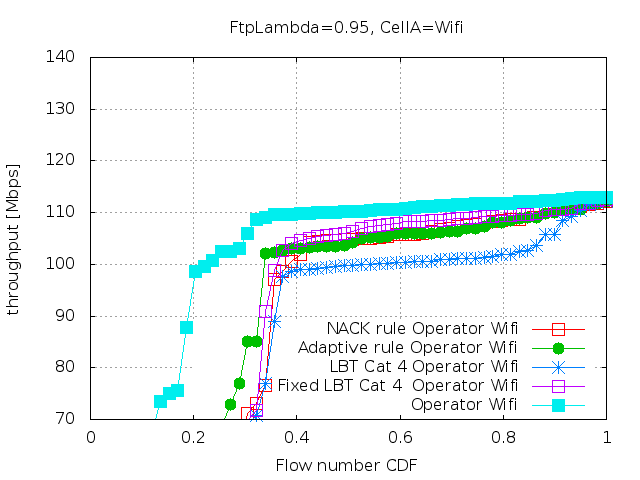 FtpLambda=0.95, CellA=Wifi
140
130
120
110
100
90
80
70
throughput [Mbps]
NACK rule Operator Wifi
Adaptive rule Operator Wifi
LBT Cat 4 Operator Wifi
Fixed LBT Cat 4  Operator Wifi
Operator Wifi
0
0.2
0.4
0.6
0.8
1
Flow number CDF